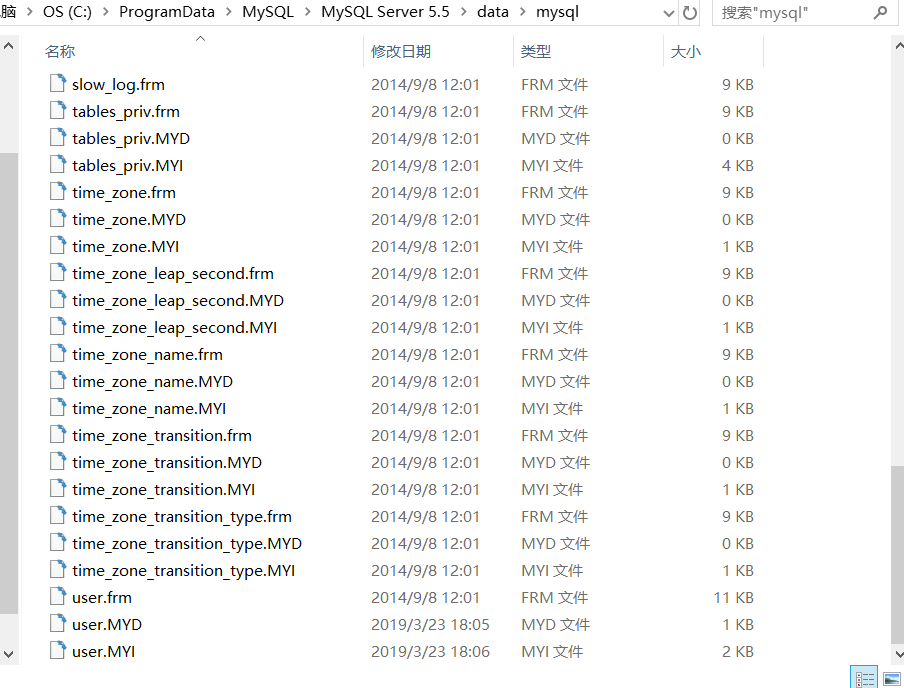 脑 > OS (C:) > ProgramData > MySQL > MySQL Server 5.5 > data > mysql 搜索"mysql"
名称 修改日期 类型 大小
slow_log.frm 2014/9/8 12:01 FRM 文件 9 KB
tables_priv.frm 2014/9/8 12:01 FRM 文件 9 KB
tables_priv.MYD 2014/9/8 12:01 MYD 文件 0 KB
tables_priv.MYI 2014/9/8 12:01 MYI 文件 4 KB
time_zone.frm 2014/9/8 12:01 FRM 文件 9 KB
time_zone.MYD 2014/9/8 12:01 MYD 文件 0 KB
time_zone.MYI 2014/9/8 12:01 MYI 文件 1 KB
time_zone_leap_second.frm 2014/9/8 12:01 FRM 文件 9 KB
time_zone_leap_second.MYD 2014/9/8 12:01 MYD 文件 0 KB
time_zone_leap_second.MYI 2014/9/8 12:01 MYI 文件 1 KB
time_zone_name.frm 2014/9/8 12:01 FRM 文件 9 KB
time_zone_name.MYD 2014/9/8 12:01 MYD 文件 0 KB
time_zone_name.MYI 2014/9/8 12:01 MYI 文件 1 KB
time_zone_transition.frm 2014/9/8 12:01 FRM 文件 9 KB
time_zone_transition.MYD 2014/9/8 12:01 MYD 文件 0 KB
time_zone_transition.MYI 2014/9/8 12:01 MYI 文件 1 KB
time_zone_transition_type.frm 2014/9/8 12:01 FRM 文件 9 KB
time_zone_transition_type.MYD 2014/9/8 12:01 MYD 文件 0 KB
time_zone_transition_type.MYI 2014/9/8 12:01 MYI 文件 1 KB
user.frm 2014/9/8 12:01 FRM 文件 11 KB
user.MYD 2019/3/23 18:05 MYD 文件 1 KB
user.MYI 2019/3/23 18:06 MYI 文件 2 KB